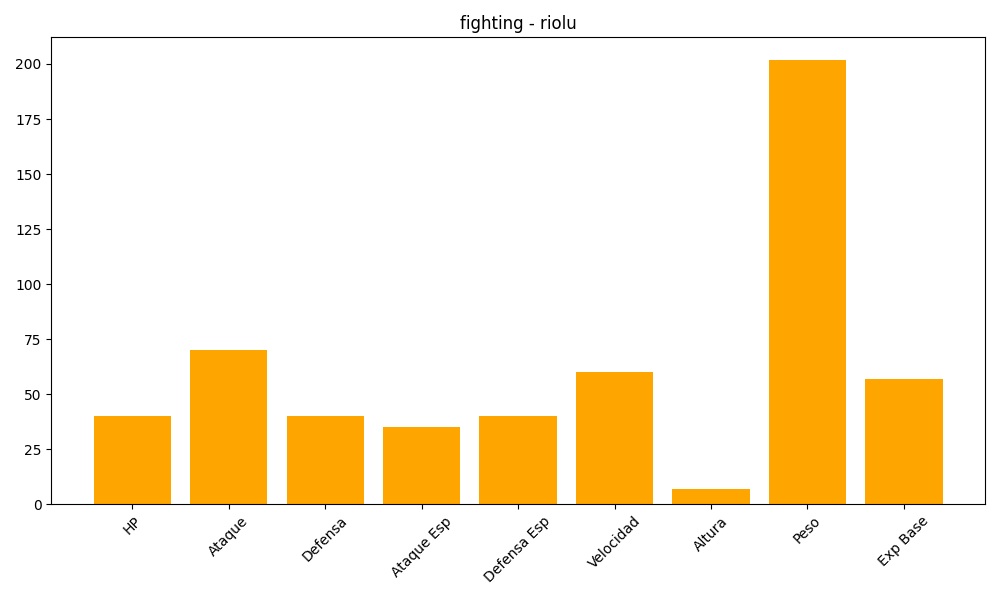 fighting - riolu
200
175
150
125
100
75
50
25
0
HP
Ataque
Defensa
Ataque Esp
Defensa Esp
Velocidad
Altura
Peso
Exp Base